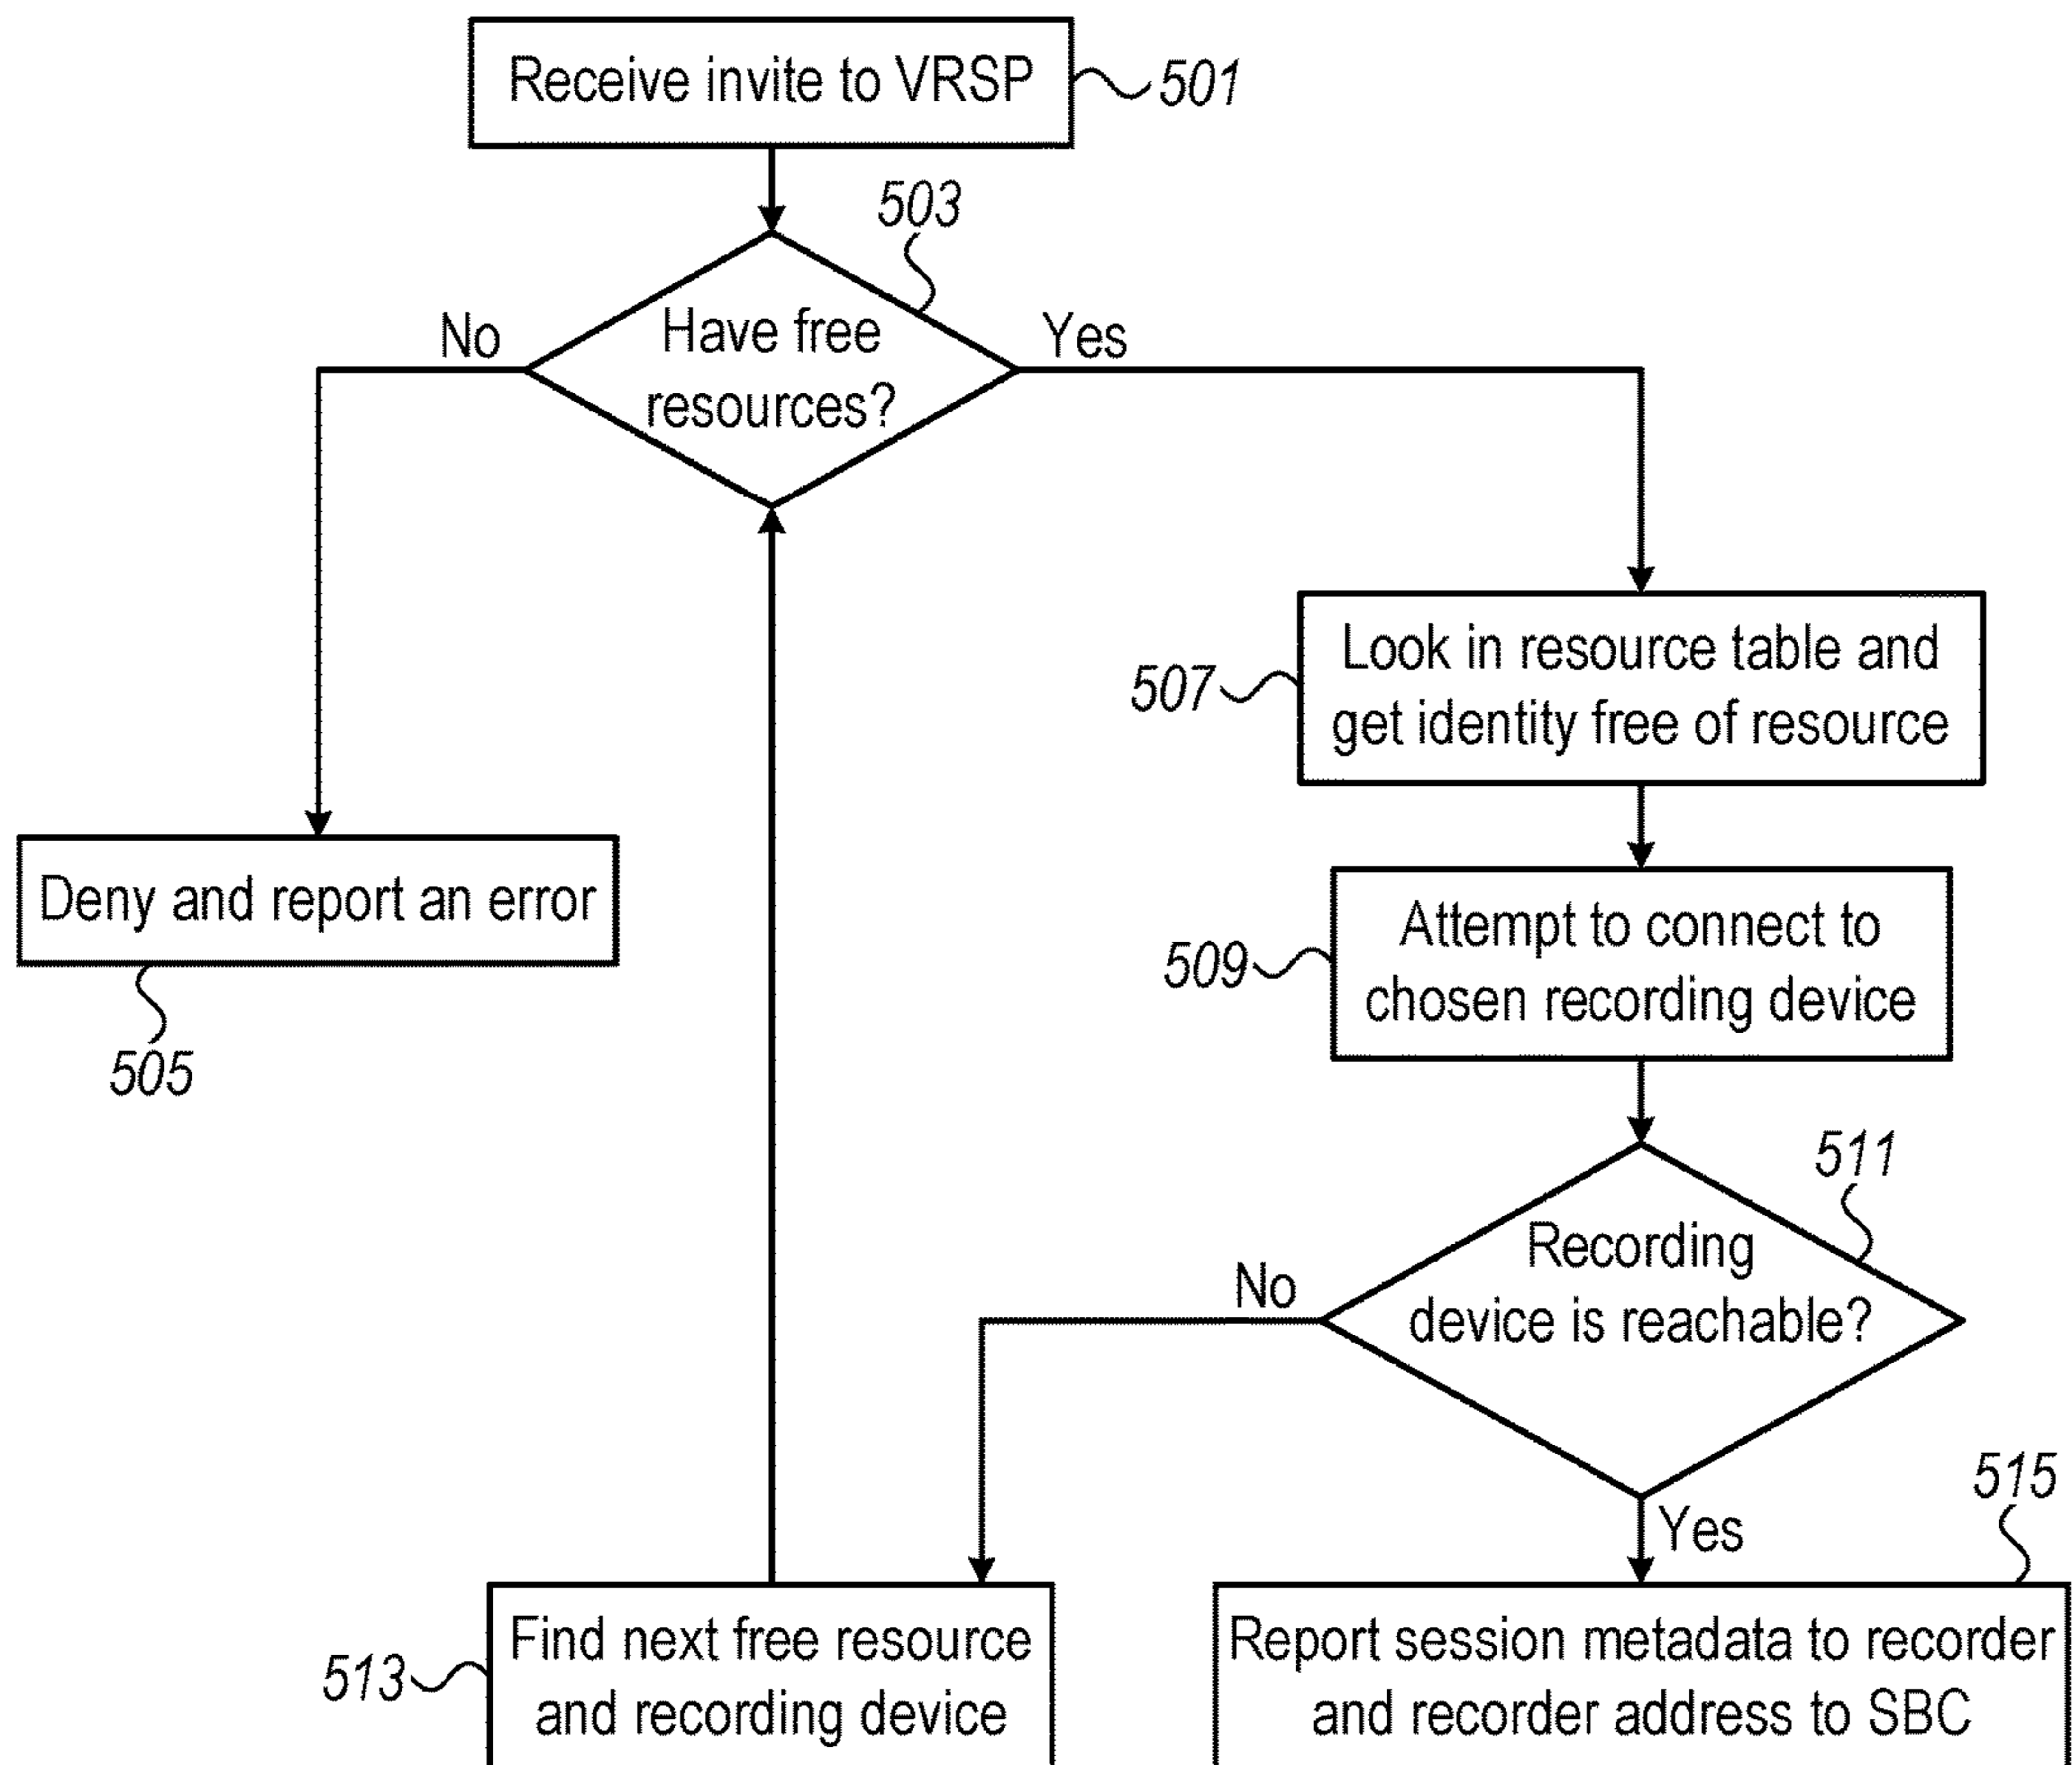 Receive invite to VRSP
501
503
Have free
resources?
No
Yes
Look in resource table and
get identity free of resource
507
Deny and report an error
505
Attempt to connect to
chosen recording device
509
511
Recording
device is reachable?
No
Yes
513
Find next free resource
and recording device
515
Report session metadata to recorder
and recorder address to SBC